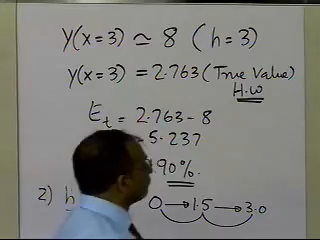 y(x=3) ≃ 8 (h=3)
y(x=3) = 2.763 (True Value)
H.W
Et = 2.763 - 8
5.237
90%.
2) h 0 → 1.5 → 3.0